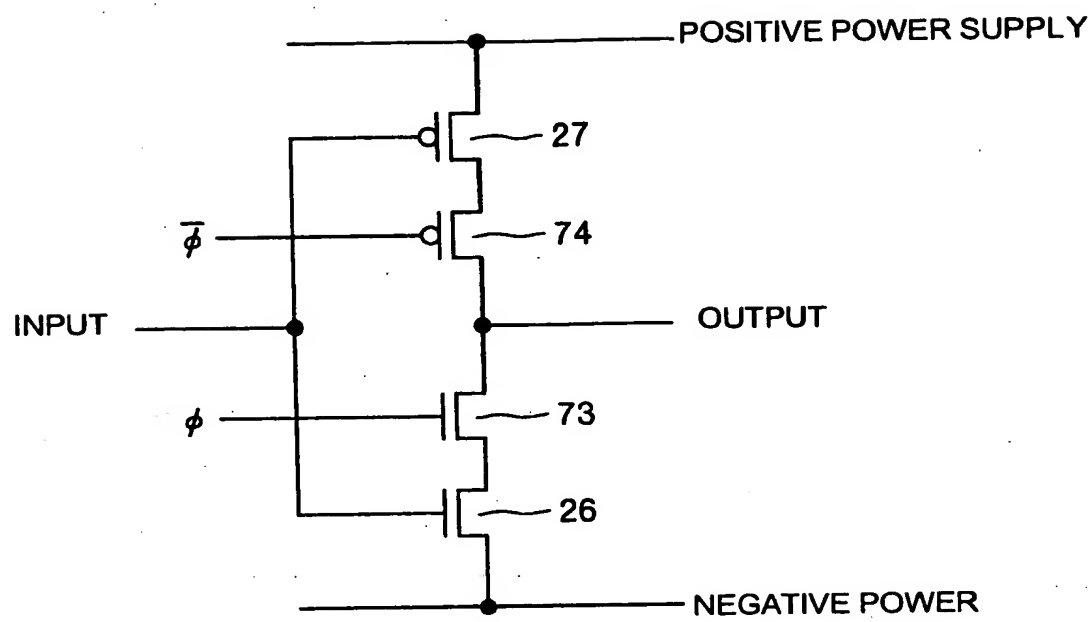 POSITIVE POWER SUPPLY
27
ϕ̅
74
INPUT
OUTPUT
ϕ
73
26
NEGATIVE POWER